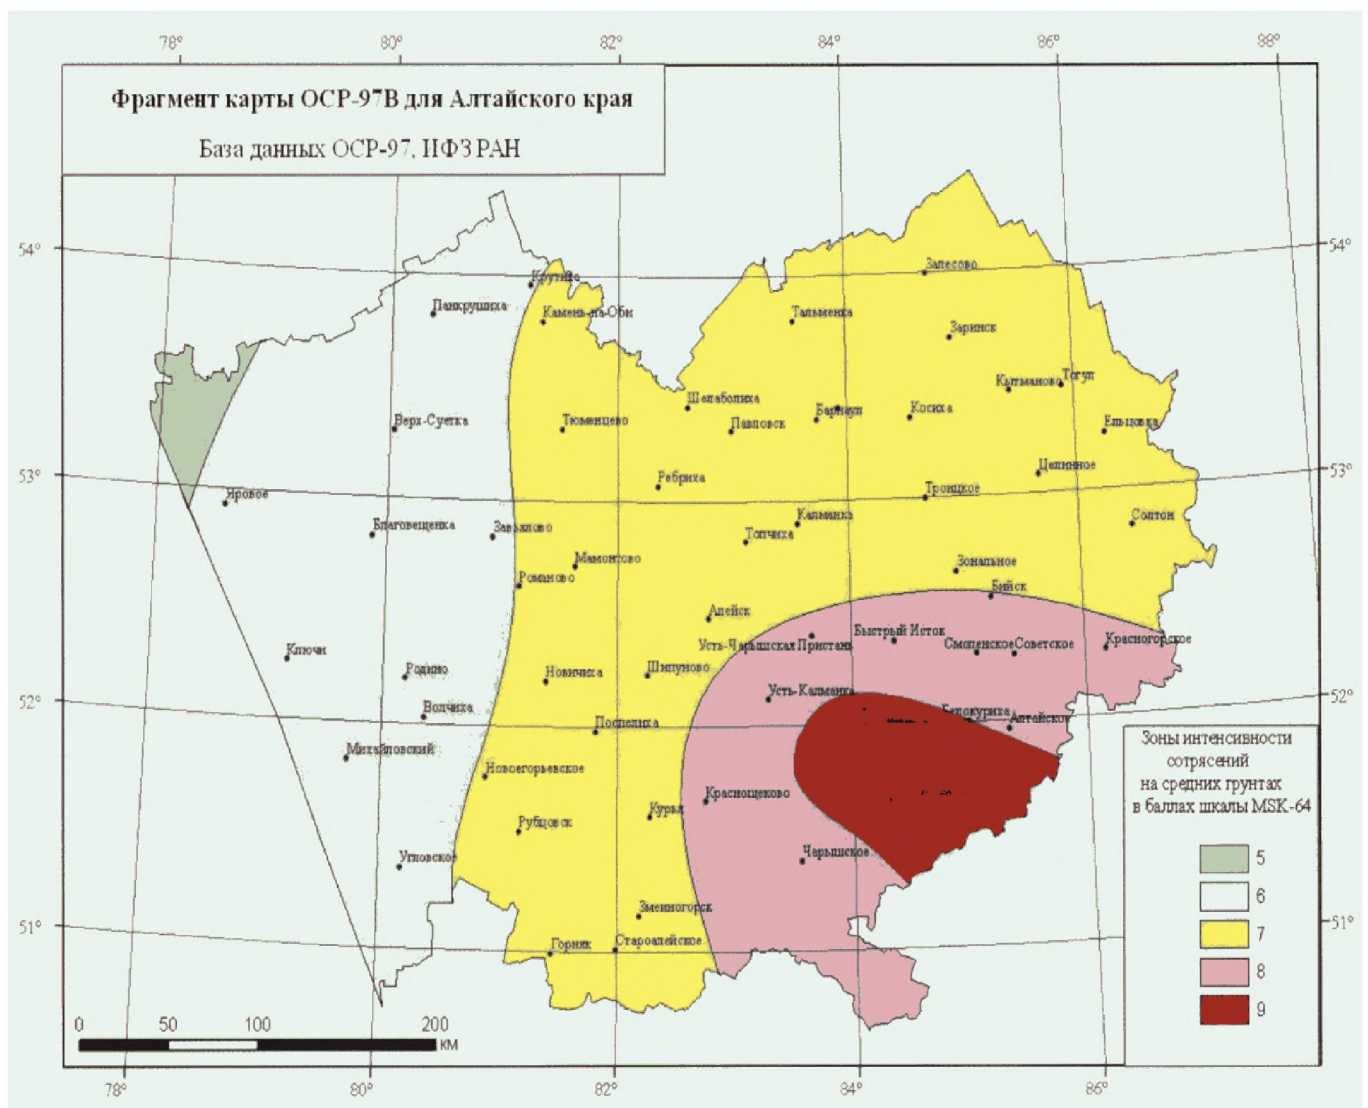 78°
80°
82°
84°
86°
88°
Фрагмент карты ОСР-97В для Алтайского края
База данных ОСР-97, ИФЗ РАН
54°
54°
Залесово
Крутиха
Панкрушиха
Камень-на-Оби
Тальменка
Заринск
Кытманово
Тогул
Шелаболиха
Барнаул
Косиха
Верх-Суетка
Тюменцево
Павловск
Ельцовка
53°
53°
Целинное
Ребриха
Троицкое
Яровое
Калманка
Солтон
Благовещенка
Завьялово
Топчиха
Мамонтово
Зональное
Романово
Бийск
Алейск
Быстрый Исток
Усть-Чарышская Пристань
Смоленское
Советское
Красногорское
Ключи
Родино
Новичиха
Шипуново
Усть-Калманка
52°
52°
Волчиха
Белокуриха
Алтайское
Поспелиха
Михайловский
Новоегорьевское
Краснощеково
Курья
Рубцовск
Чарышское
Угловское
Змеиногорск
51°
51°
Горняк
Староалейское
Зоны интенсивности
сотрясений
на средних грунтах
в баллах шкалы MSK-64
5
6
7
8
9
0
50
100
200
км
78°
80°
82°
84°
86°